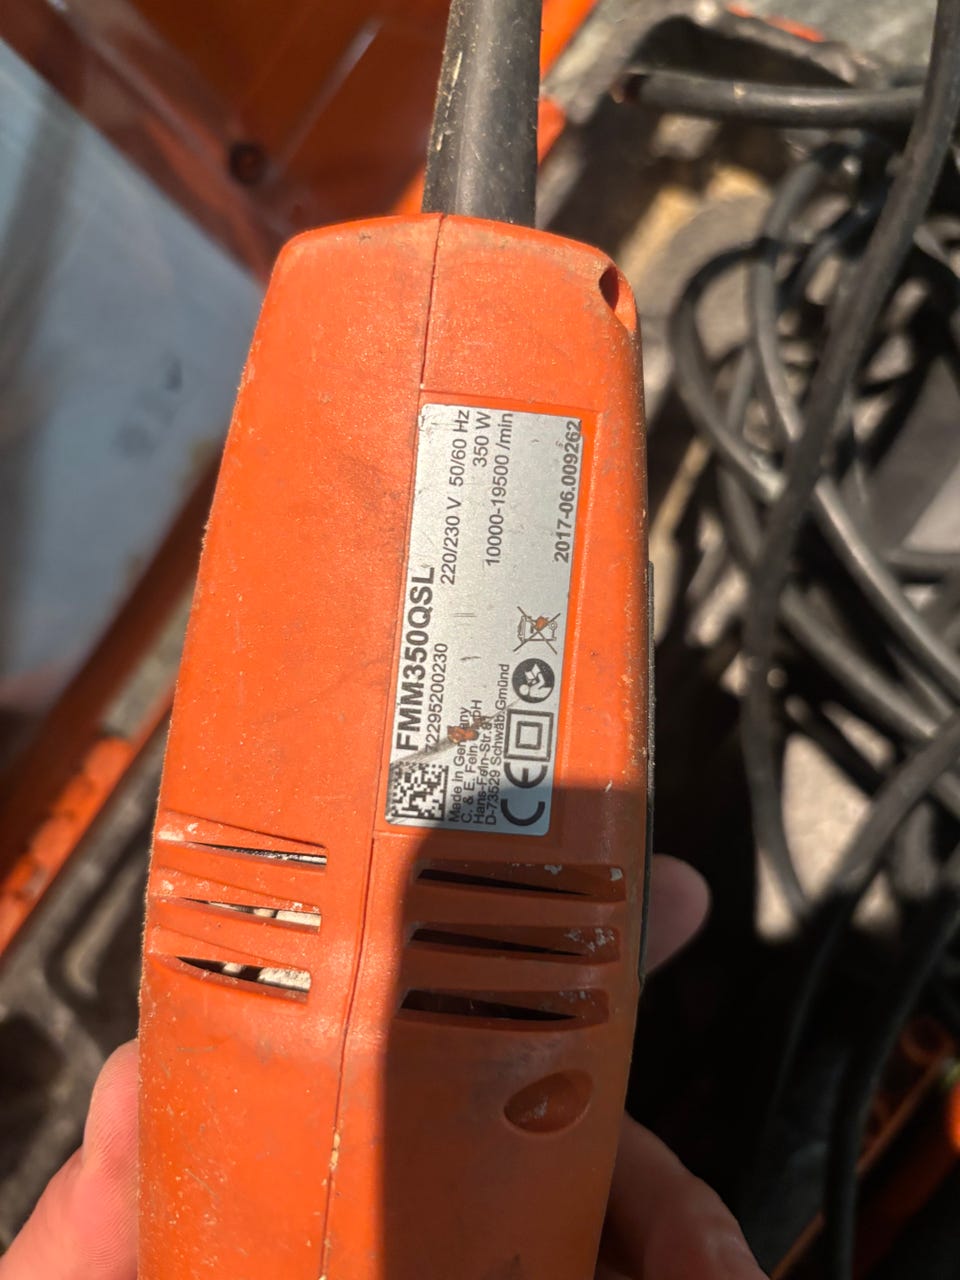 FMM350QSL
72295200230
220/230 V 50/60 Hz
350 W
10000-19500 /min
Made in Germany
C. & E. Fein GmbH
Hans-Fein-Str.81
D-73529 Schwäb.Gmünd
2017-06.009262
CE